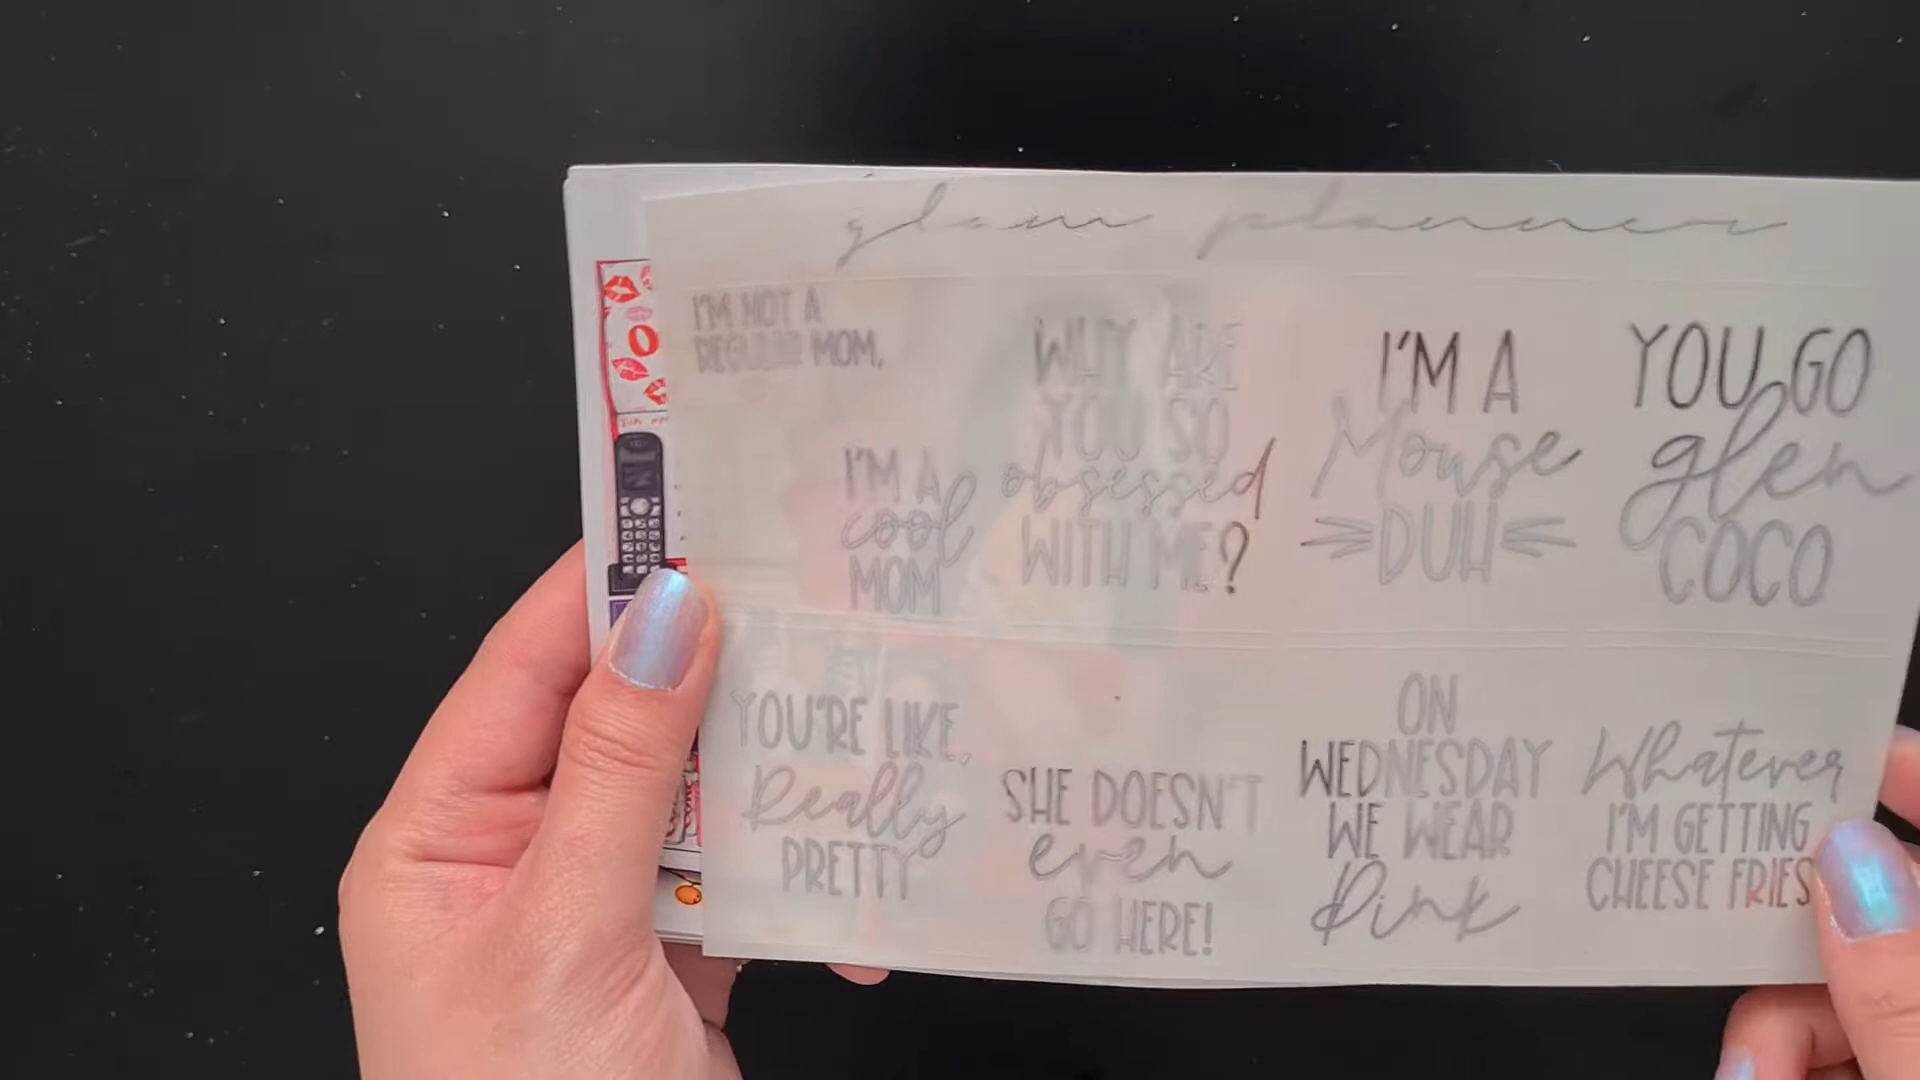 glam planner
I'M NOT A
REGULAR MOM,
I'M A
cool
MOM
WHY ARE
YOU SO
obsessed
WITH ME?
I'M A
Mouse
DUH
YOU GO
glen
COCO
YOU'RE LIKE,
Really
PRETTY
SHE DOESN'T
even
GO HERE!
ON
WEDNESDAY
WE WEAR
Pink
Whatever
I'M GETTING
CHEESE FRIES